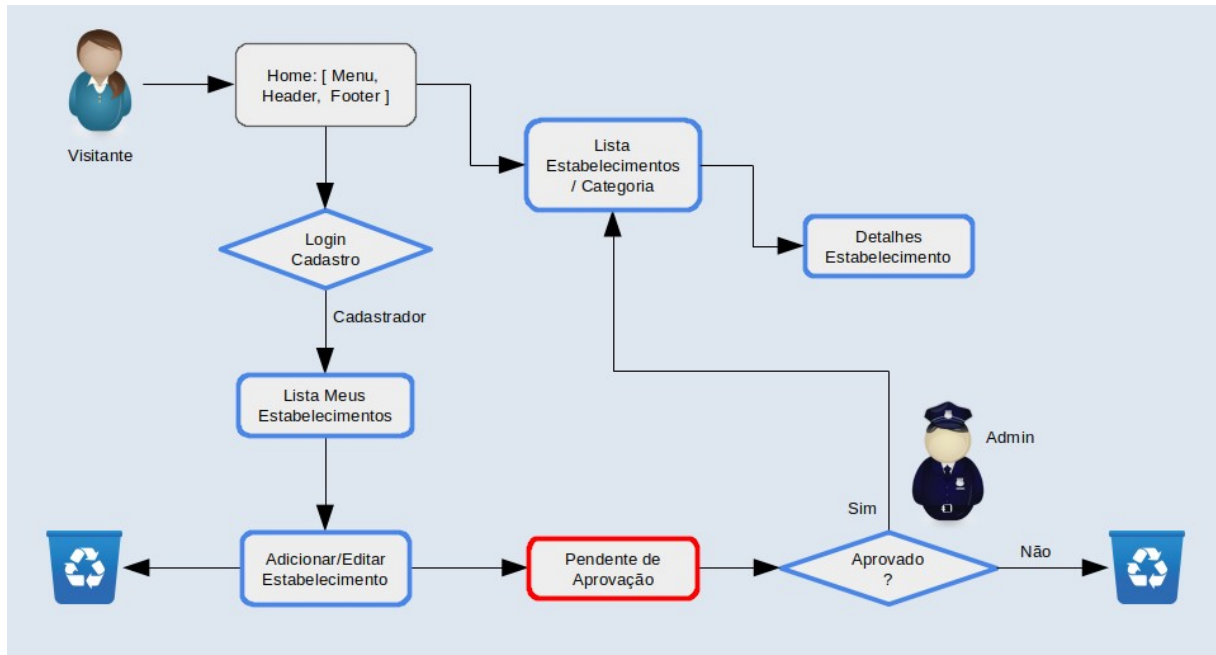 Home: [ Menu,
Header, Footer ]
Visitante
Lista
Estabelecimentos
/ Categoria
Login
Cadastro
Detalhes
Estabelecimento
Cadastrador
Lista Meus
Estabelecimentos
Admin
Sim
Adicionar/Editar
Estabelecimento
Pendente de
Aprovação
Aprovado
?
Não